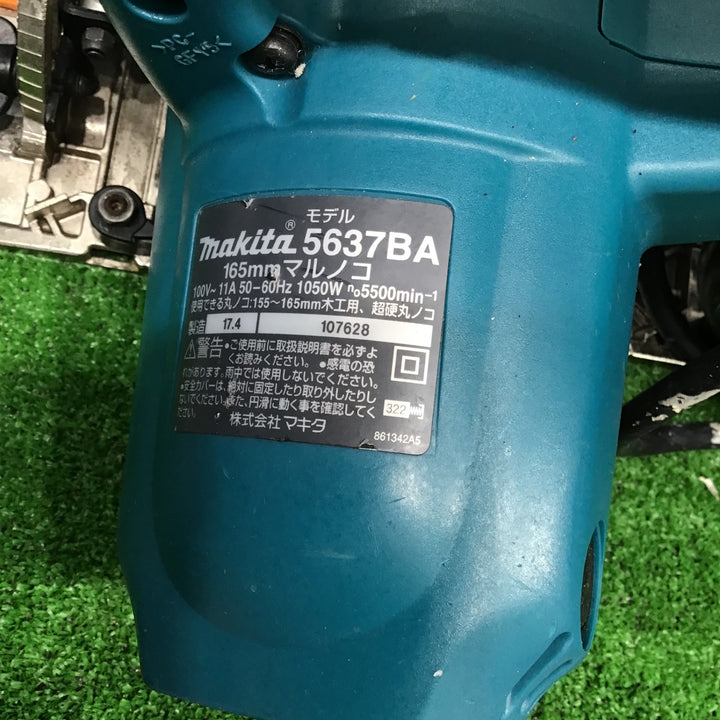 >PC-
GFY15<
モデル
makita® 5637BA
165mmマルノコ
100V~ 11A 50-60Hz 1050W n₀5500min-1
使用できる丸ノコ:155~165mm木工用、超硬丸ノコ
製造 17.4 107628
⚠警告 •ご使用前に取扱説明書を必ずよ
くお読みください。 •感電の恐
れがあります。雨中では使用しないでください。
•安全カバーは、絶対に固定したり取り外したりし
ないでください。また、円滑に動く事を確認してく
ださい。
322
株式会社 マキタ
861342A5